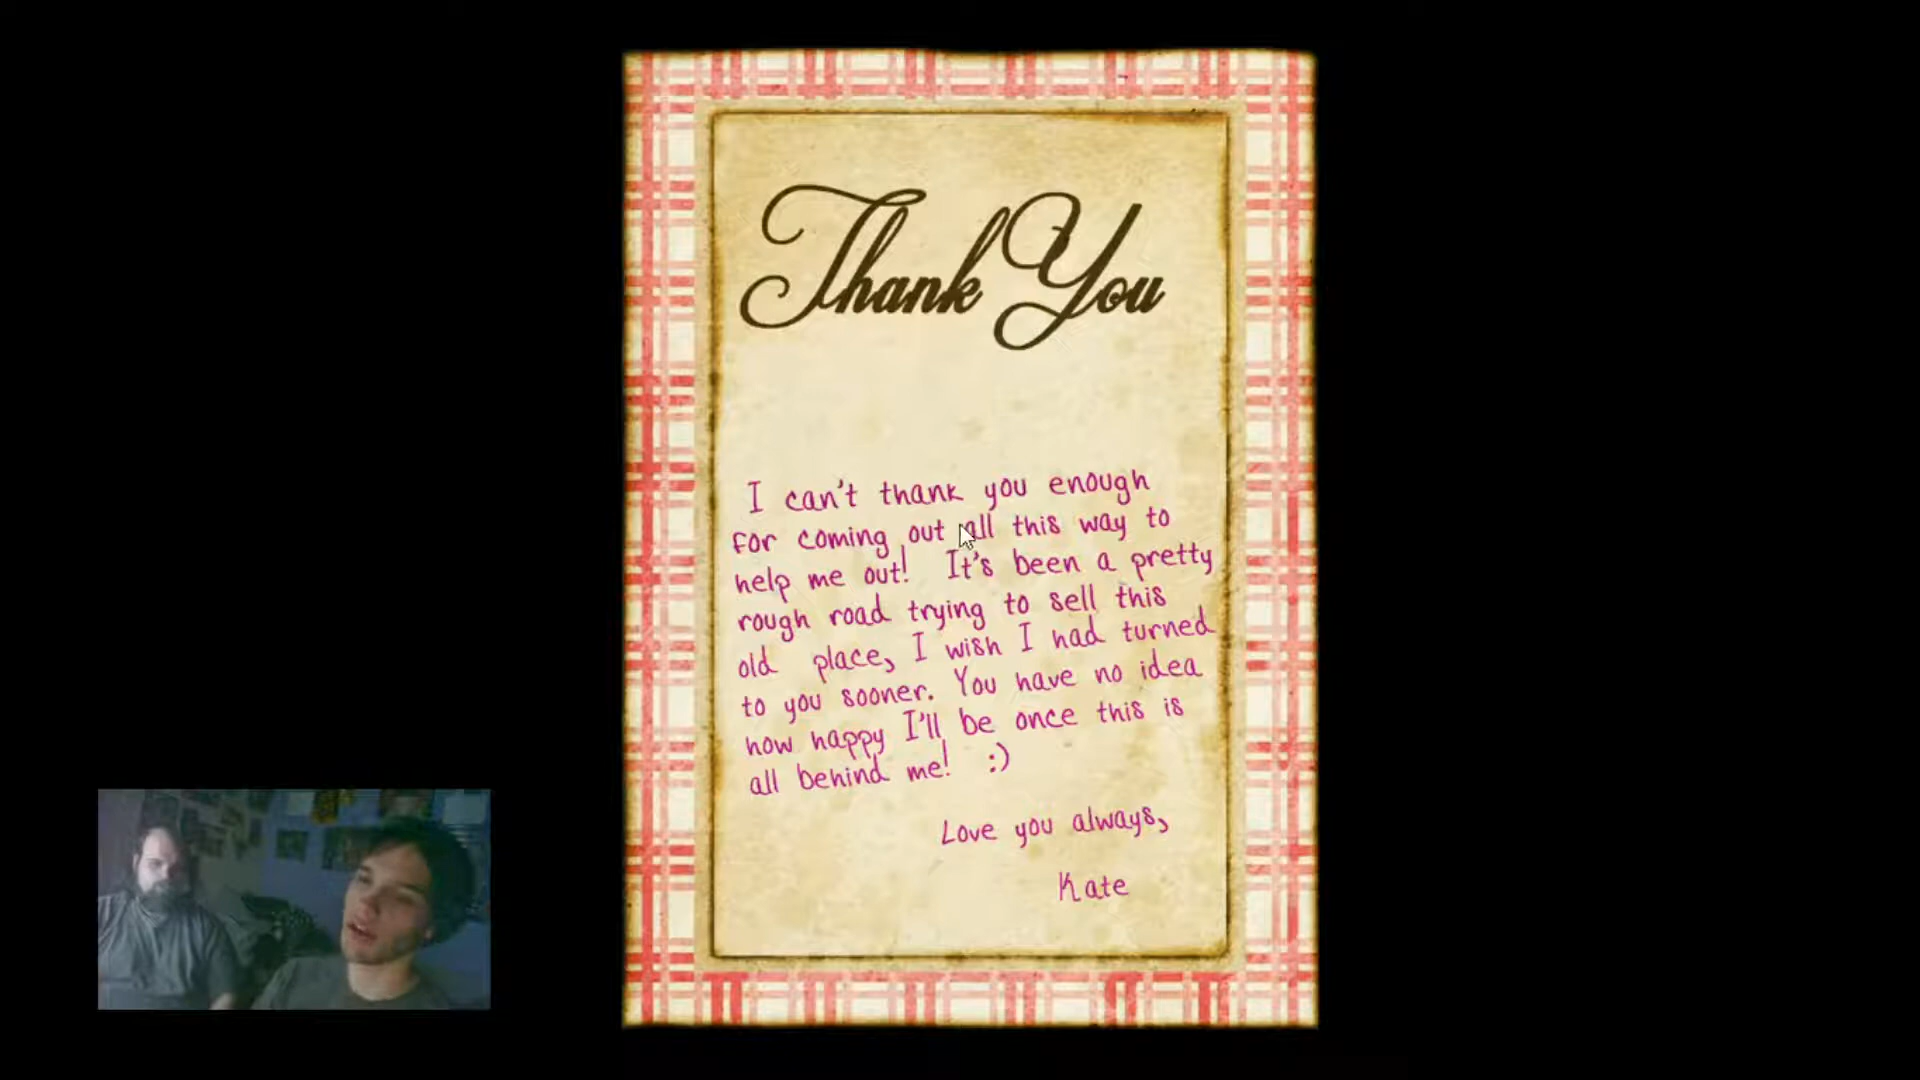 Thank You
I can't thank you enough
for coming out all this way to
help me out! It's been a pretty
rough road trying to sell this
old place, I wish I had turned
to you sooner. You have no idea
how happy I'll be once this is
all behind me! :)
Love you always,
Kate